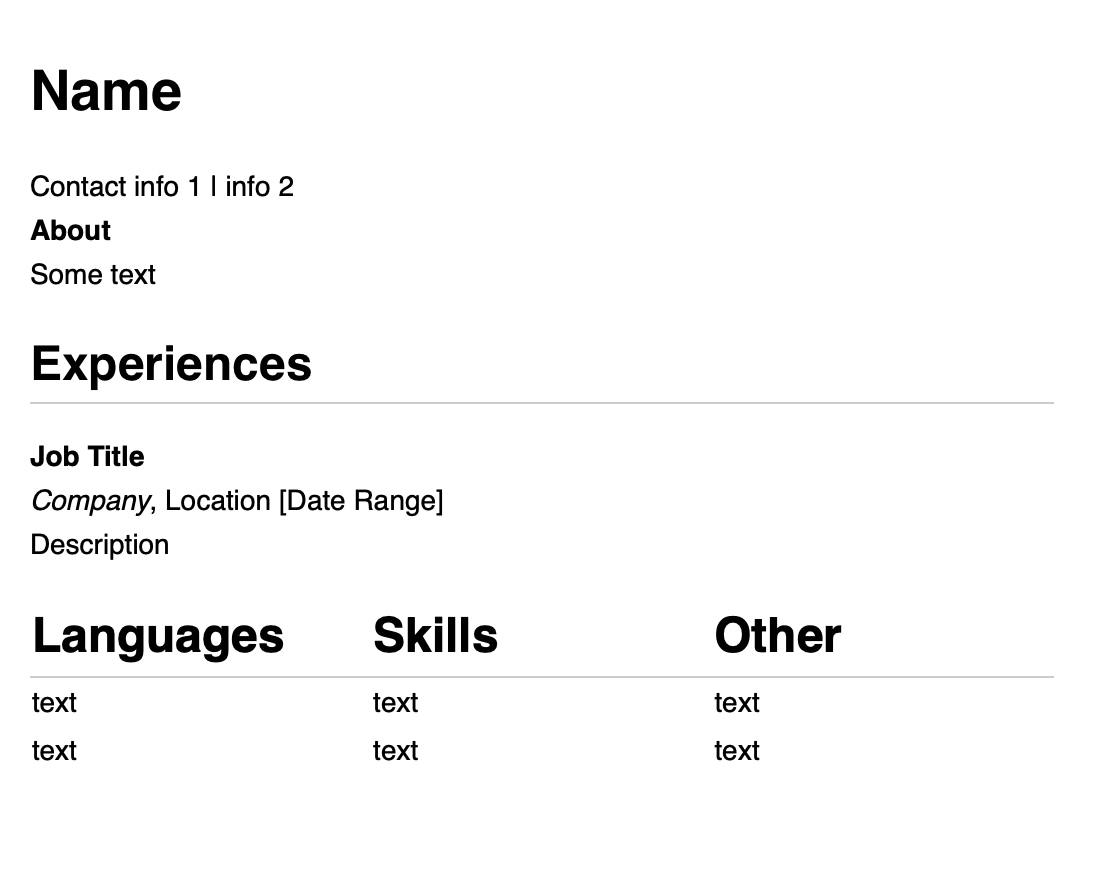 Name
Contact info 1 | info 2
About
Some text
Experiences
Job Title
Company, Location [Date Range]
Description
Languages Skills Other
text text text
text text text